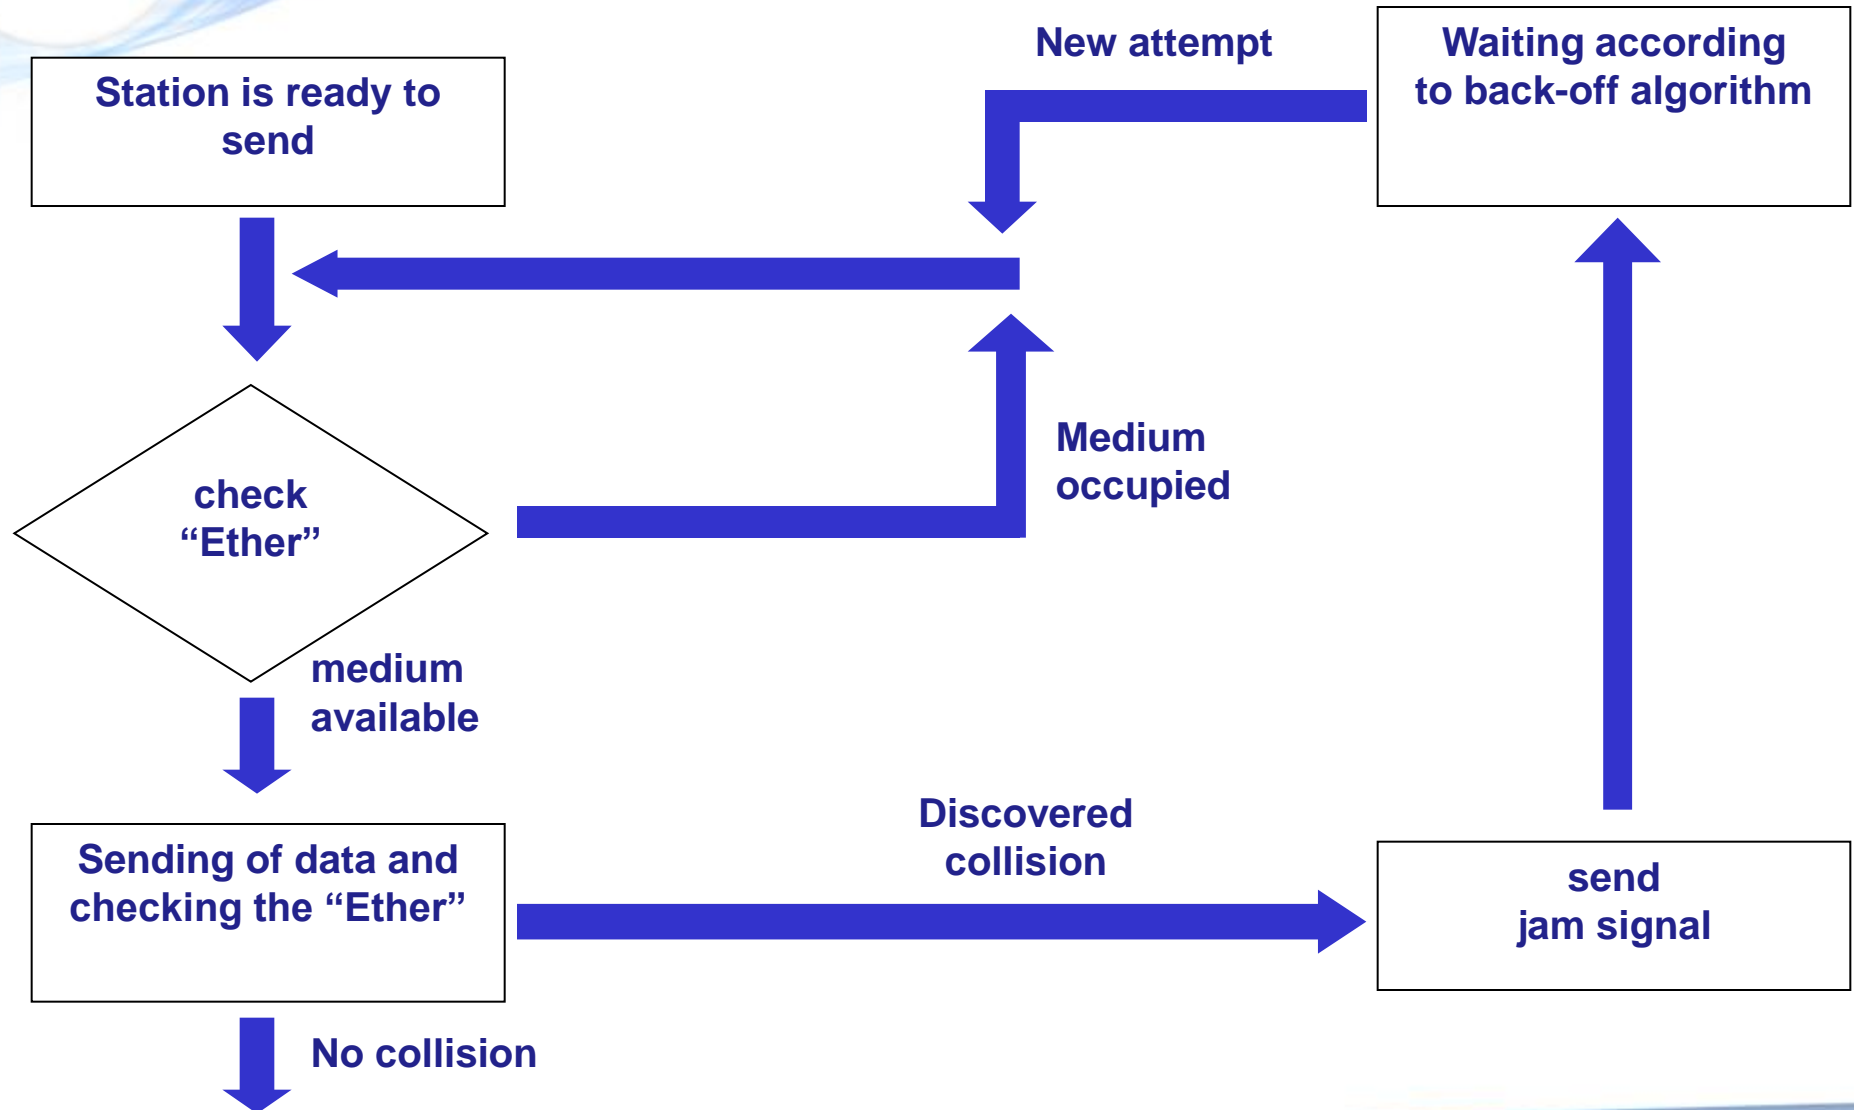 New attempt
Waiting according
to back-off algorithm
Station is ready to
send
Medium
occupied
check
“Ether”
medium
available
Discovered
collision
Sending of data and
checking the “Ether”
send
jam signal
No collision